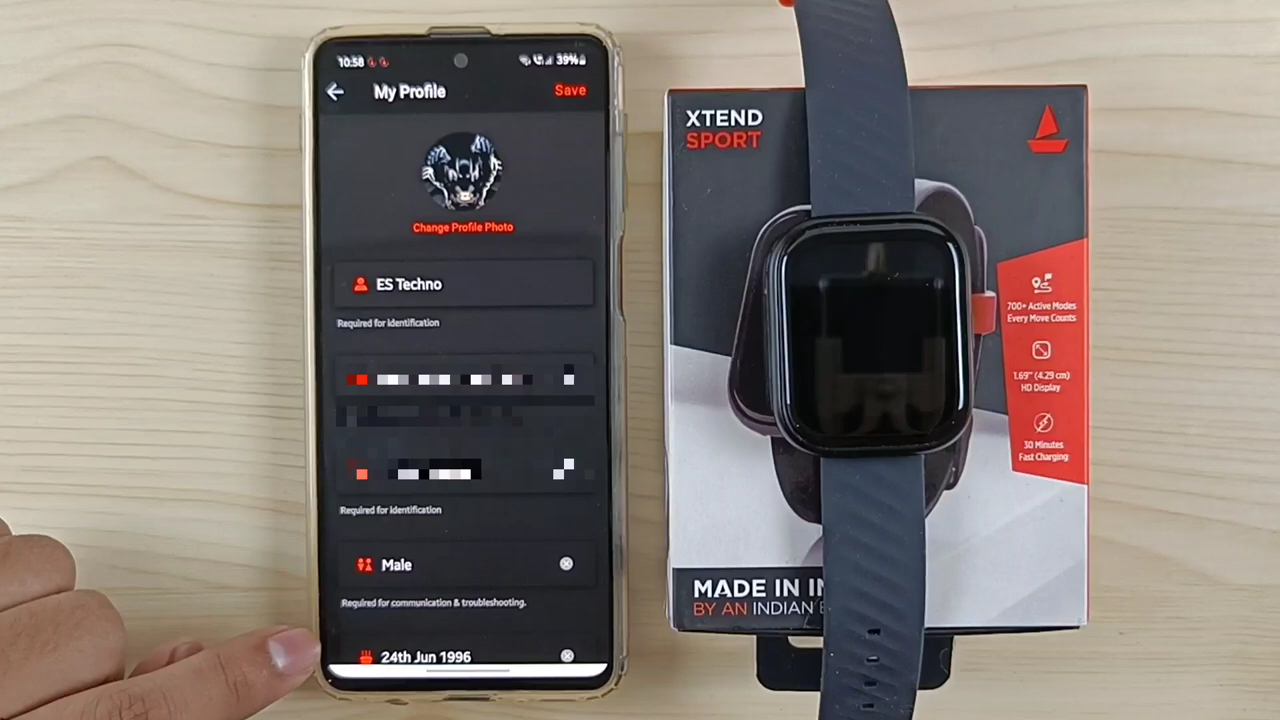 10:58
39%
My Profile
Save
Change Profile Photo
ES Techno
Required for identification
Required for identification
Male
Required for communication & troubleshooting.
24th Jun 1996
XTEND
SPORT
700+ Active Modes
Every Move Counts
1.69" (4.29 cm)
HD Display
30 Minutes
Fast Charging
MADE IN
BY AN INDIAN